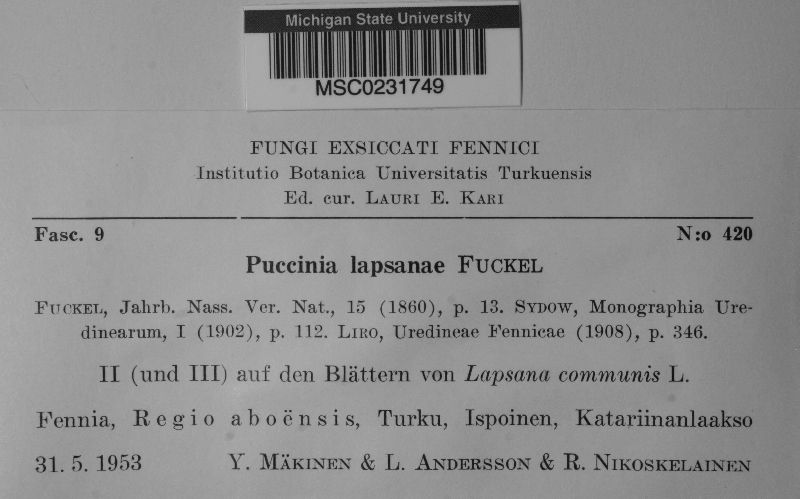 Michigan State University
MSC0231749
FUNGI EXSICCATI FENNICI
Institutio Botanica Universitatis Turkuensis
Ed. cur. LAURI E. KARI
Fasc. 9 N:o 420
Puccinia lapsanae FUCKEL
FUCKEL, Jahrb. Nass. Ver. Nat., 15 (1860), p. 13. SYDOW, Monographia Ure-
dinearum, I (1902), p. 112. LIRO, Uredineae Fennicae (1908), p. 346.
II (und III) auf den Blättern von Lapsana communis L.
Fennia, Regio aboënsis, Turku, Ispoinen, Katariinanlaakso
31. 5. 1953 Y. MÄKINEN & L. ANDERSSON & R. NIKOSKELAINEN